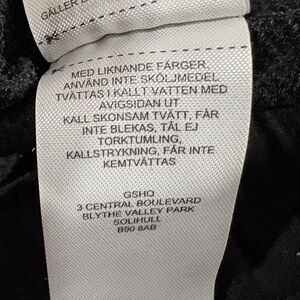 GÄLLER
MED LIKNANDE FÄRGER,
ANVÄND INTE SKÖLJMEDEL
TVÄTTAS I KALLT VATTEN MED
AVIGSIDAN UT
KALL SKONSAM TVÄTT, FÅR
INTE BLEKAS, TÅL EJ
TORKTUMLING,
KALLSTRYKNING, FÅR INTE
KEMTVÄTTAS
GSHQ
3 CENTRAL BOULEVARD
BLYTHE VALLEY PARK
SOLIHULL
B90 8AB